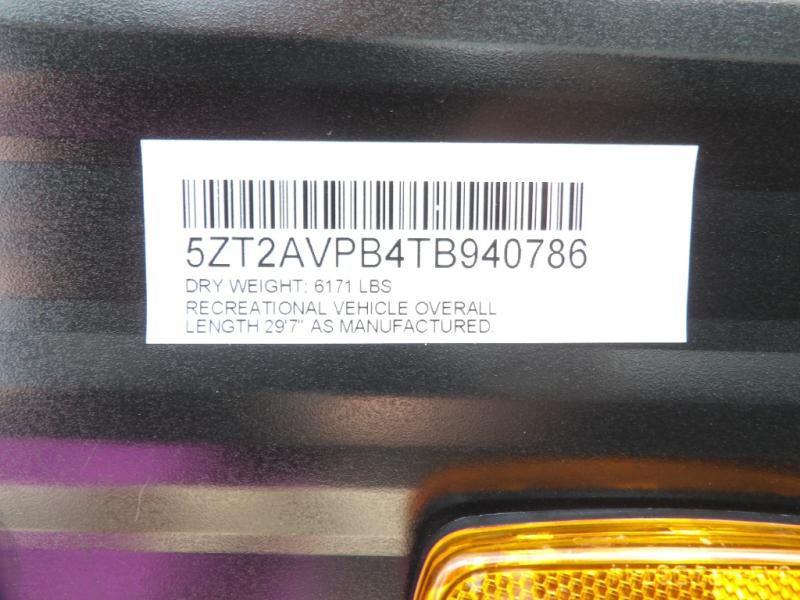 5ZT2AVPB4TB940786
DRY WEIGHT: 6171 LBS
RECREATIONAL VEHICLE OVERALL
LENGTH 29'7" AS MANUFACTURED.